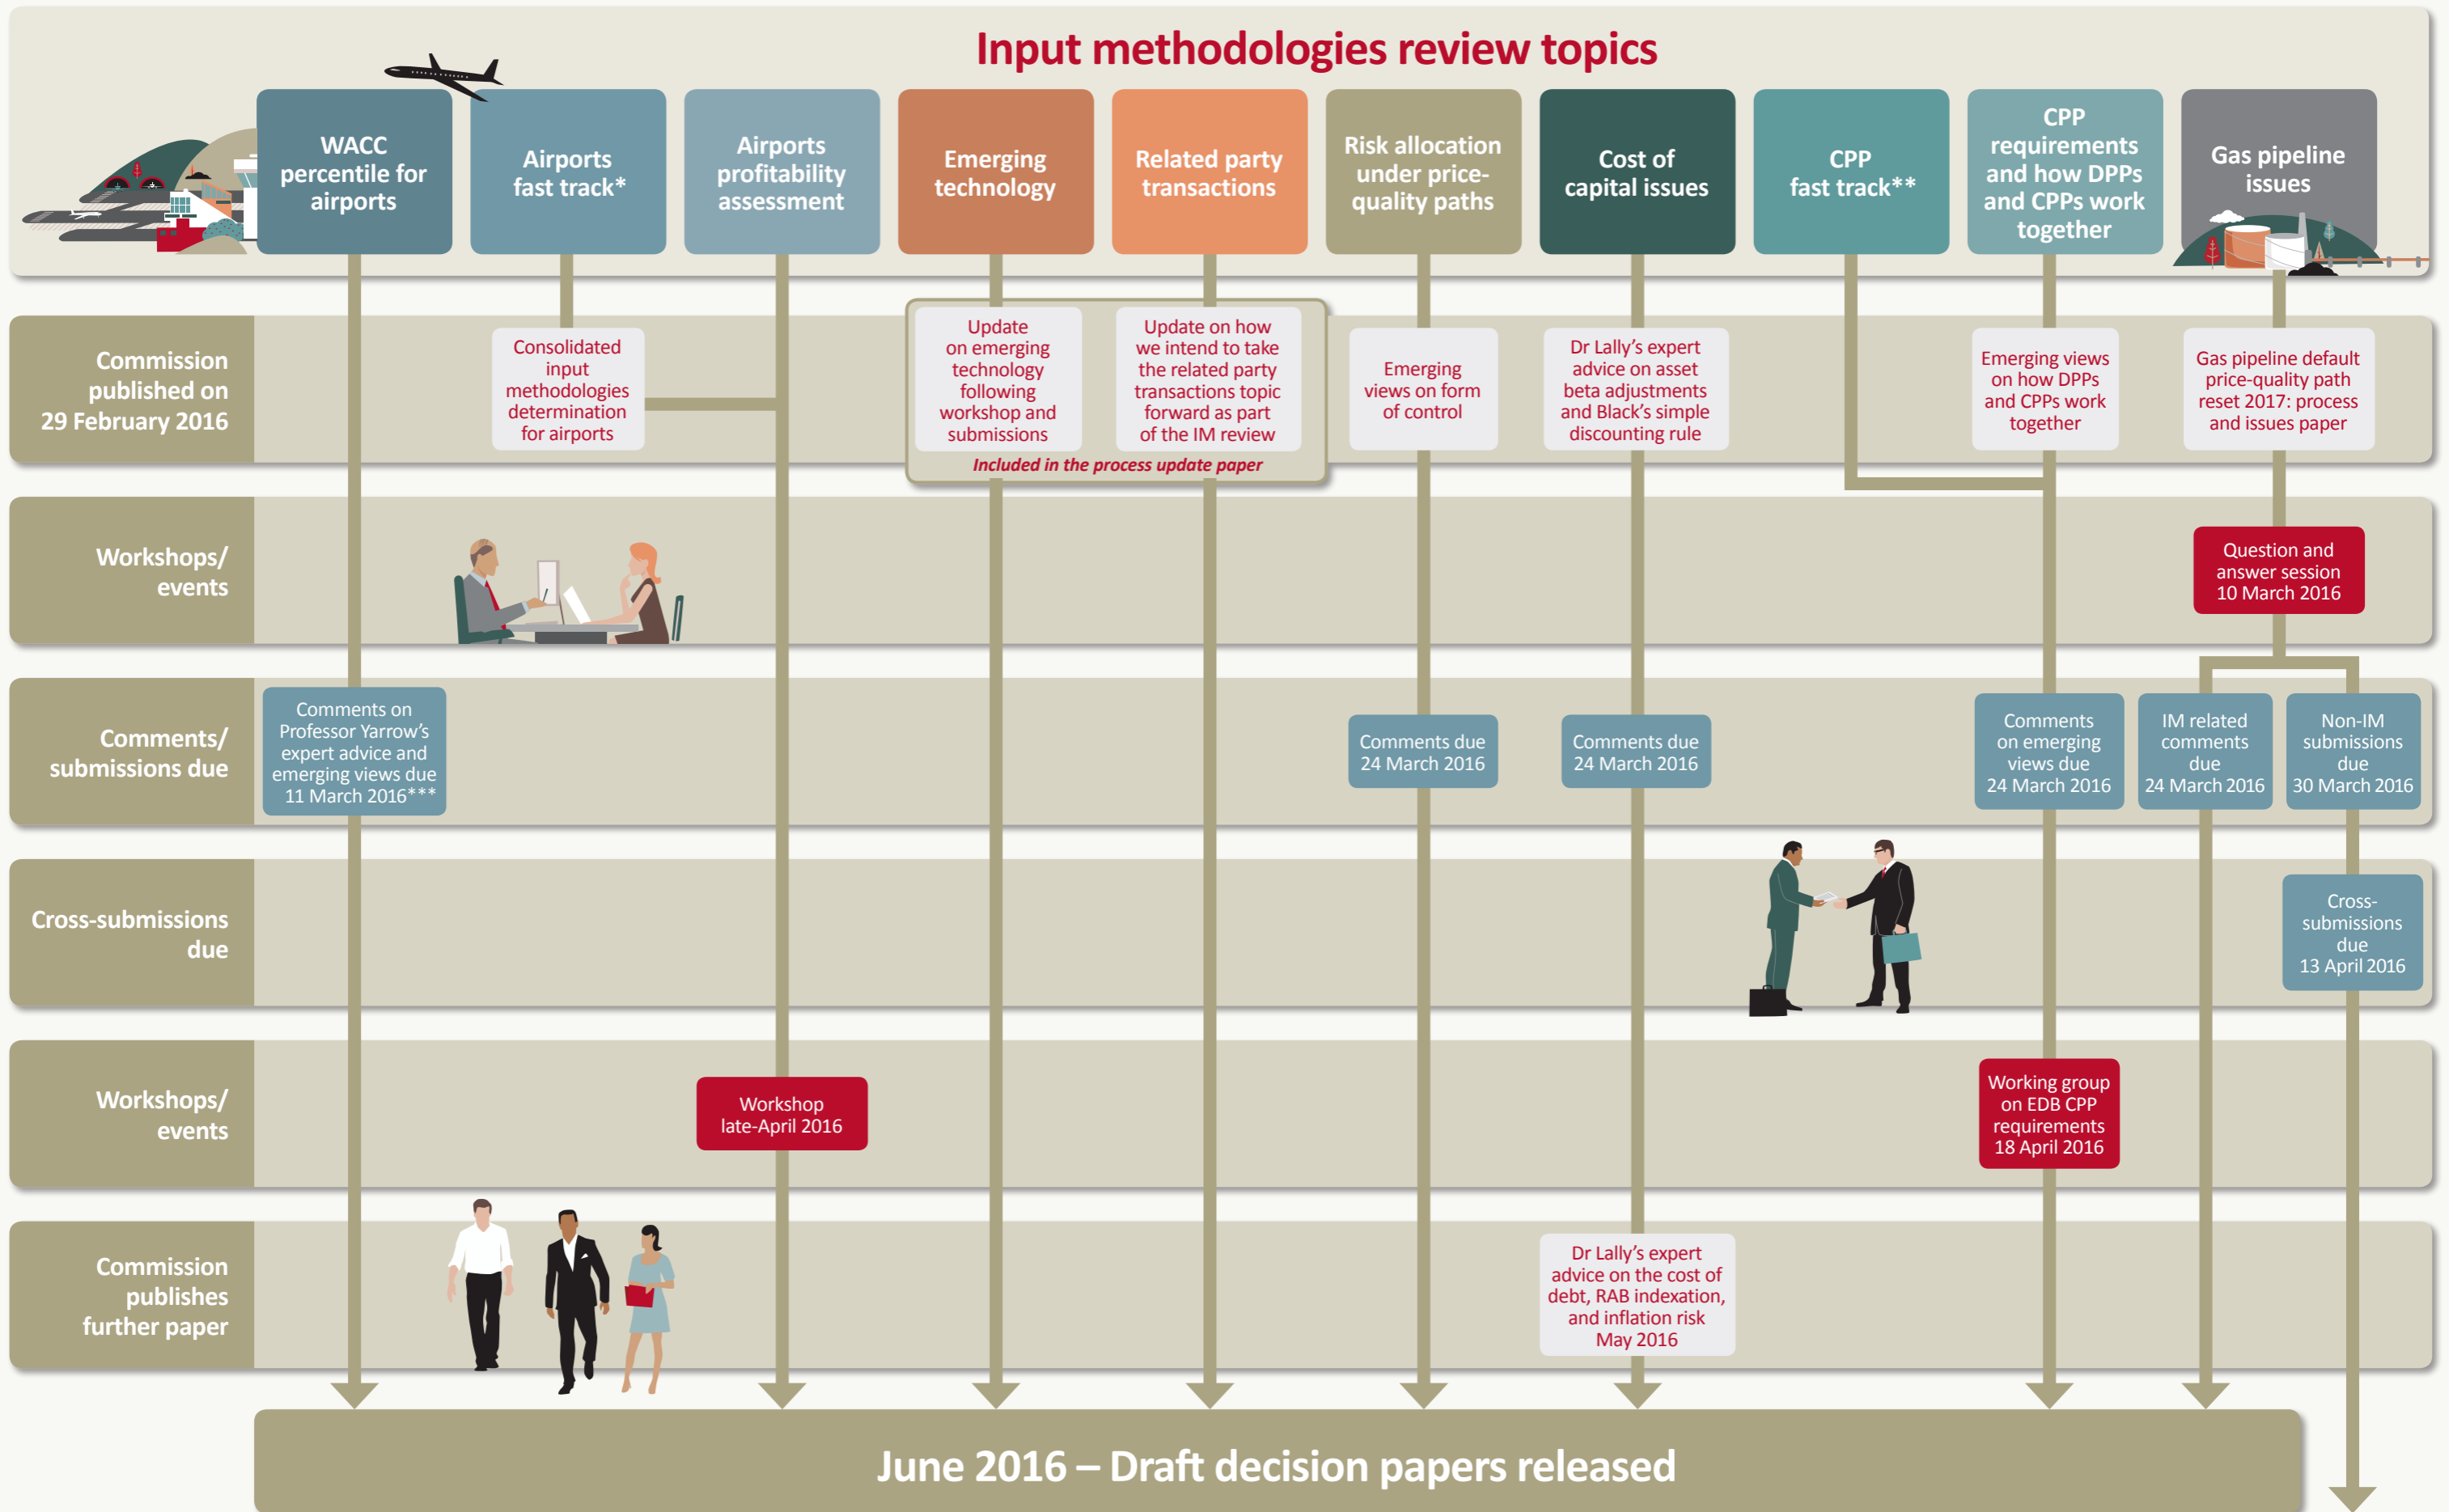 Input methodologies review topics
WACC
percentile for
airports
Airports
fast track*
Airports
profitability
assessment
Emerging
technology
Related party
transactions
Risk allocation
under price-
quality paths
Cost of
capital issues
CPP
fast track**
CPP
requirements
and how DPPs
and CPPs work
together
Gas pipeline
issues
Commission
published on
29 February 2016
Consolidated
input
methodologies
determination
for airports
Update
on emerging
technology
following
workshop and
submissions
Update on how
we intend to take
the related party
transactions topic
forward as part
of the IM review
Included in the process update paper
Emerging
views on form
of control
Dr Lally's expert
advice on asset
beta adjustments
and Black's simple
discounting rule
Emerging views
on how DPPs
and CPPs work
together
Gas pipeline default
price-quality path
reset 2017: process
and issues paper
Workshops/
events
Question and
answer session
10 March 2016
Comments/
submissions due
Comments on
Professor Yarrow's
expert advice and
emerging views due
11 March 2016***
Comments due
24 March 2016
Comments due
24 March 2016
Comments
on emerging
views due
24 March 2016
IM related
comments
due
24 March 2016
Non-IM
submissions
due
30 March 2016
Cross-submissions
due
Cross-
submissions
due
13 April 2016
Workshops/
events
Workshop
late-April 2016
Working group
on EDB CPP
requirements
18 April 2016
Commission
publishes
further paper
Dr Lally's expert
advice on the cost of
debt, RAB indexation,
and inflation risk
May 2016
June 2016 – Draft decision papers released